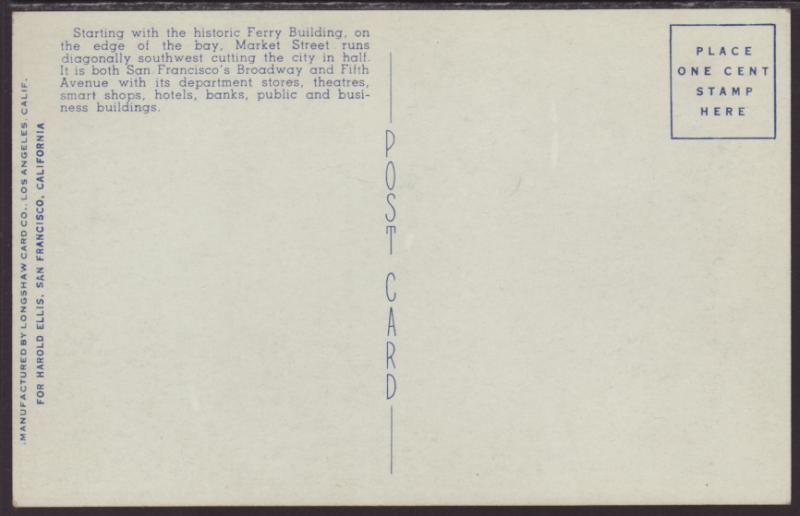 Starting with the historic Ferry Building, on
the edge of the bay, Market Street runs
diagonally southwest cutting the city in half.
It is both San Francisco's Broadway and Fifth
Avenue with its department stores, theatres,
smart shops, hotels, banks, public and busi-
ness buildings.
MANUFACTURED BY LONGSHAW CARD CO., LOS ANGELES, CALIF.
FOR HAROLD ELLIS, SAN FRANCISCO, CALIFORNIA
POST CARD
PLACE
ONE CENT
STAMP
HERE